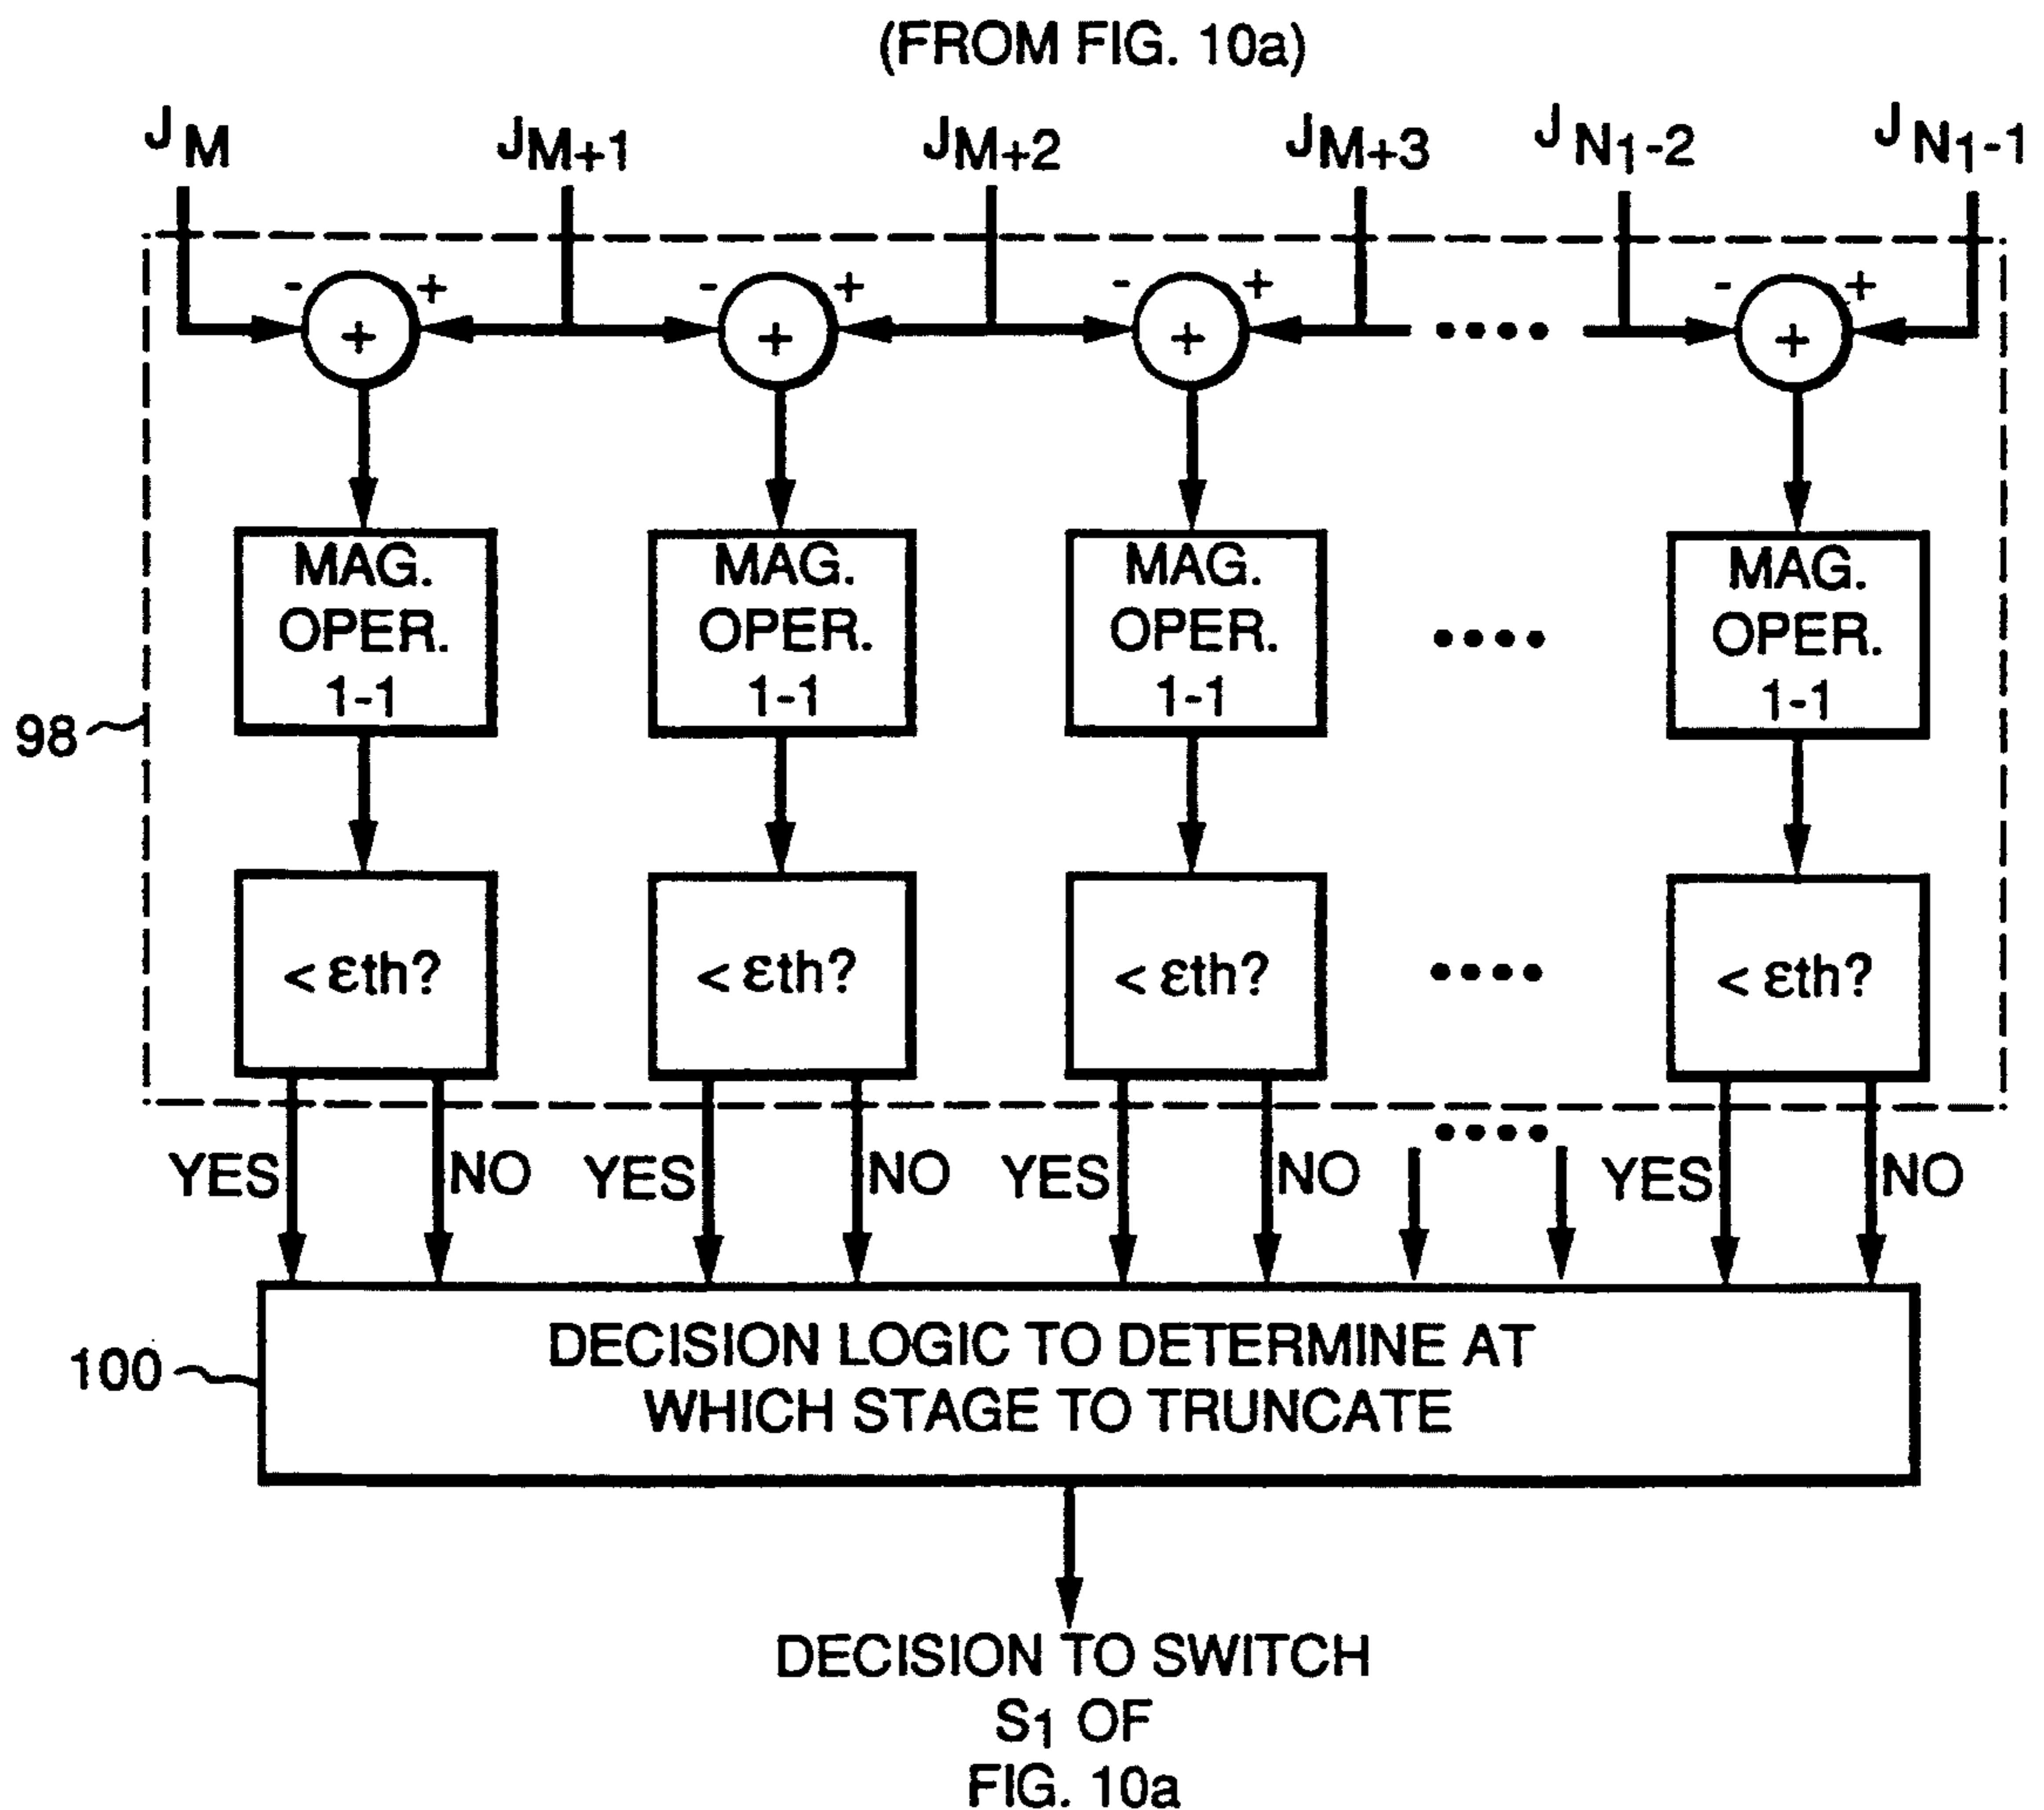 (FROM FIG. 10a)
JM JM+1 JM+2 JM+3 JN1-2 JN1-1
- + - + - + - +
+ + + +
MAG. MAG. MAG. MAG.
OPER. OPER. OPER. OPER.
1-1 1-1 1-1 1-1
98
< εth? < εth? < εth? < εth?
YES NO YES NO YES NO YES NO
100
DECISION LOGIC TO DETERMINE AT
WHICH STAGE TO TRUNCATE
DECISION TO SWITCH
S1 OF
FIG. 10a